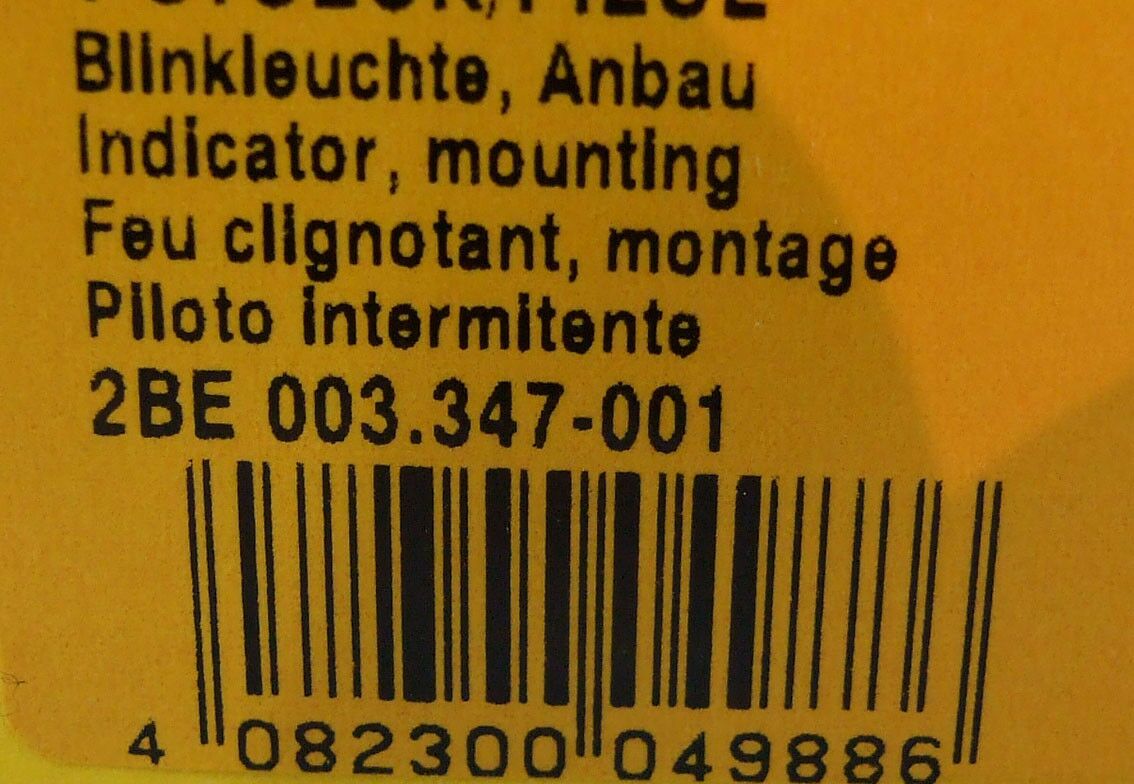 Blinkleuchte, Anbau
Indicator, mounting
Feu clignotant, montage
Piloto intermitente
2BE 003.347-001
4 082300 049886